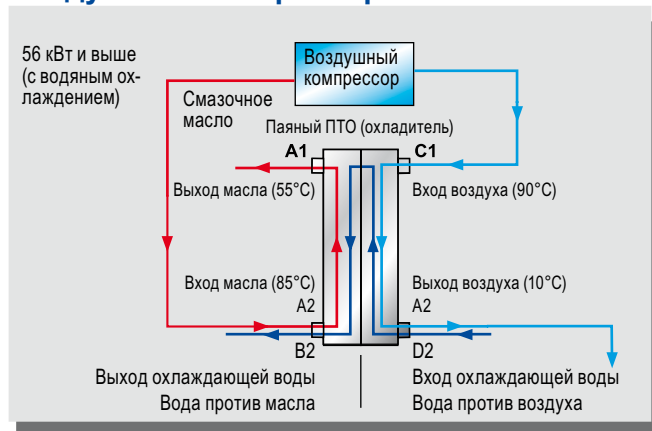 56 кВт и выше
(с водяным ох-
лаждением)
Воздушный
компрессор
Смазочное
масло
Паяный ПТО (охладитель)
A1
C1
Выход масла (55°C)
Вход воздуха (90°C)
Вход масла (85°C)
Выход воздуха (10°C)
A2
A2
B2
D2
Выход охлаждающей воды
Вход охлаждающей воды
Вода против масла
Вода против воздуха